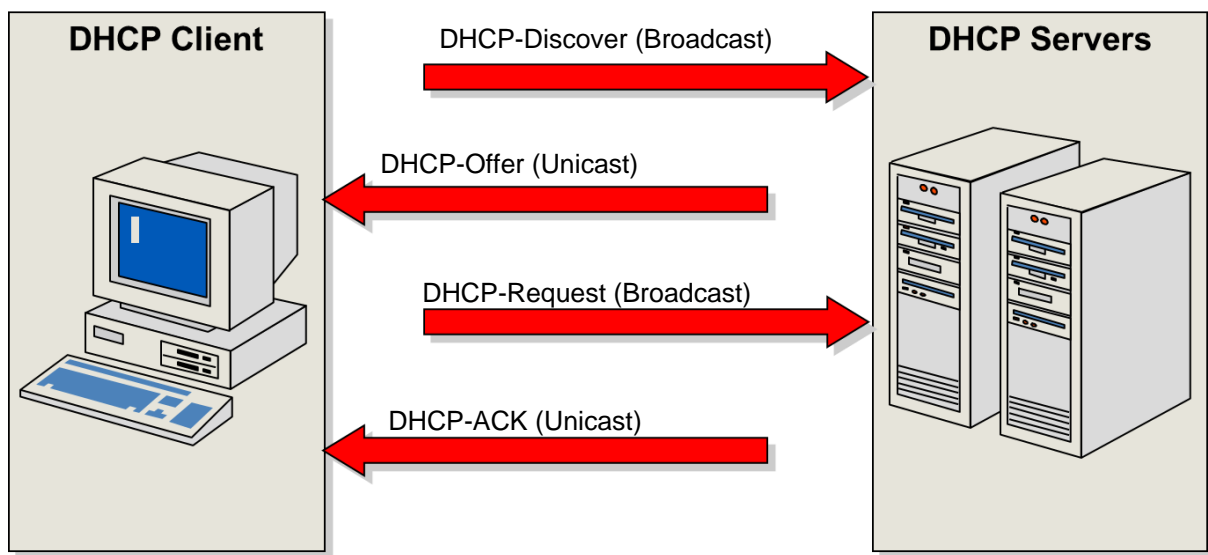 DHCP Client
DHCP-Discover (Broadcast)
DHCP Servers
DHCP-Offer (Unicast)
DHCP-Request (Broadcast)
DHCP-ACK (Unicast)